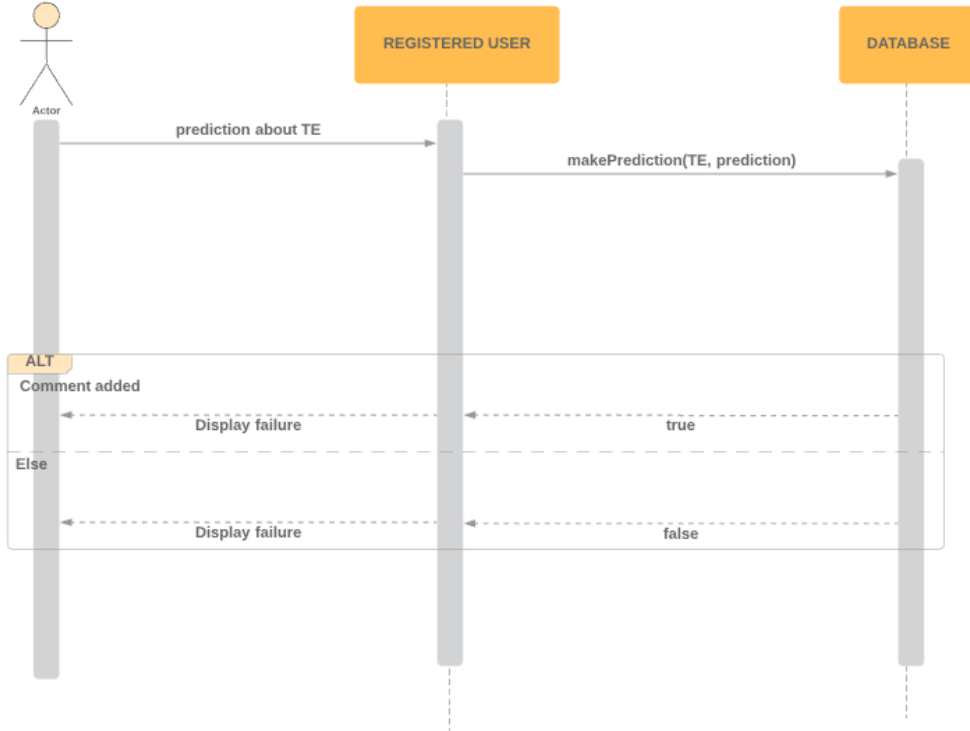 REGISTERED USER
DATABASE
Actor
prediction about TE
makePrediction(TE, prediction)
ALT
Comment added
Display failure
true
Else
Display failure
false